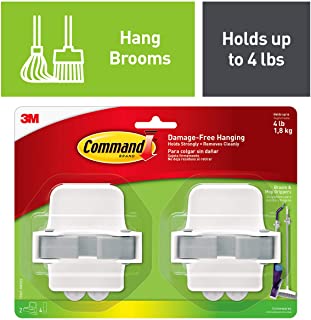 Hang
Brooms
Holds up
to 4 lbs
3M
Command
BRAND
Damage-Free Hanging
Holds Strongly • Removes Cleanly
Para colgar sin dañar
4 lb
1,8 kg
Broom &
Mop Grippers